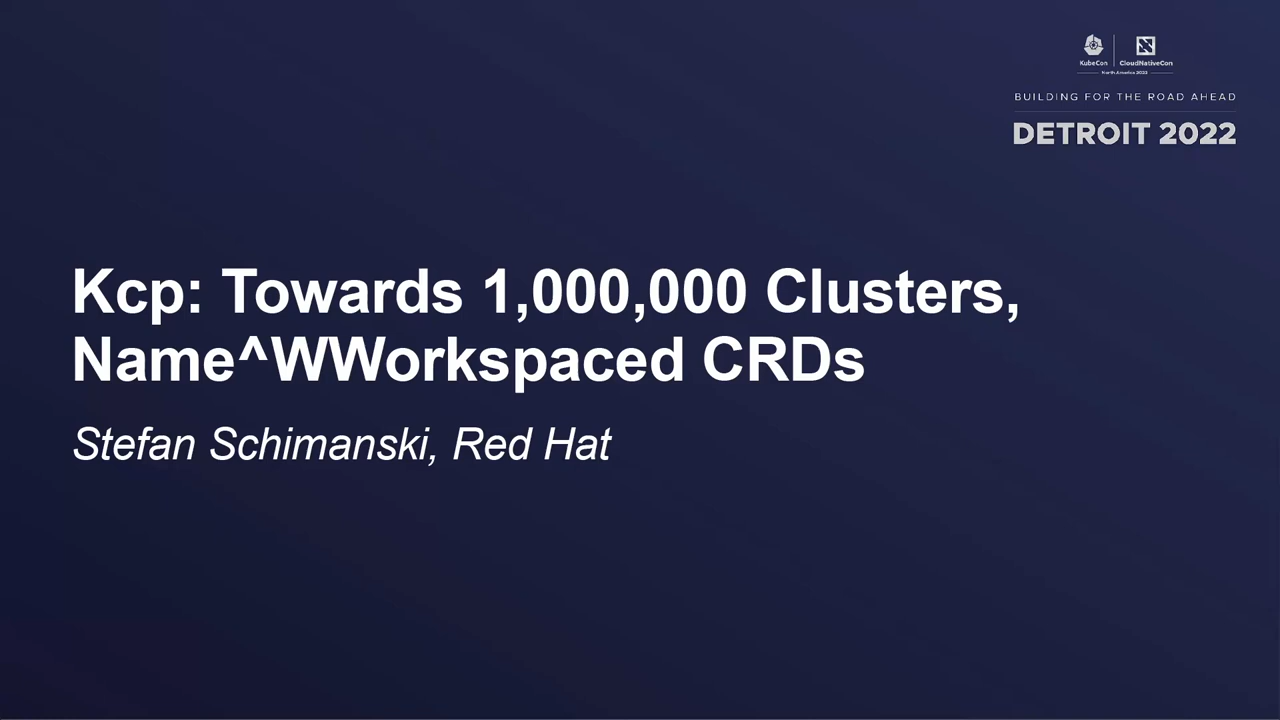 KubeCon CloudNativeCon
North America 2022
BUILDING FOR THE ROAD AHEAD
DETROIT 2022
Kcp: Towards 1,000,000 Clusters,
Name^WWorkspaced CRDs
Stefan Schimanski, Red Hat